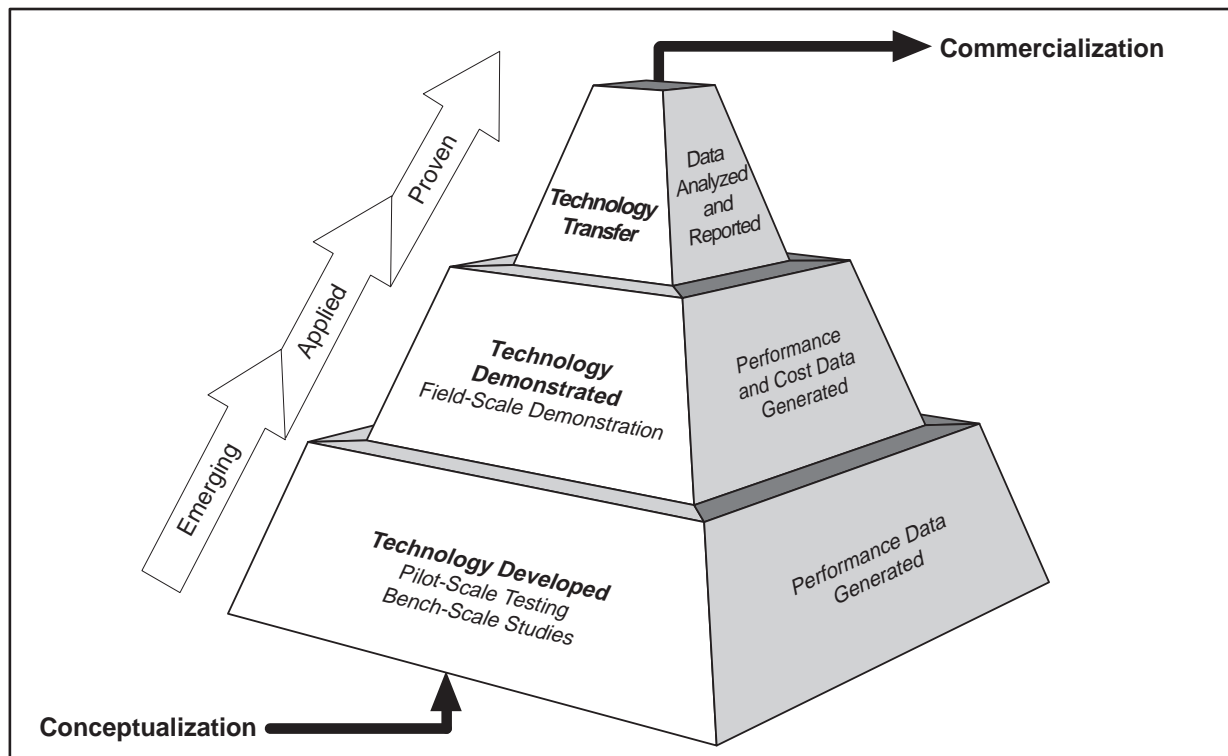 Commercialization
Proven
Applied
Emerging
Technology
Transfer
Data
Analyzed
and
Reported
Technology
Demonstrated
Field-Scale Demonstration
Performance
and Cost Data
Generated
Technology Developed
Pilot-Scale Testing
Bench-Scale Studies
Performance Data
Generated
Conceptualization